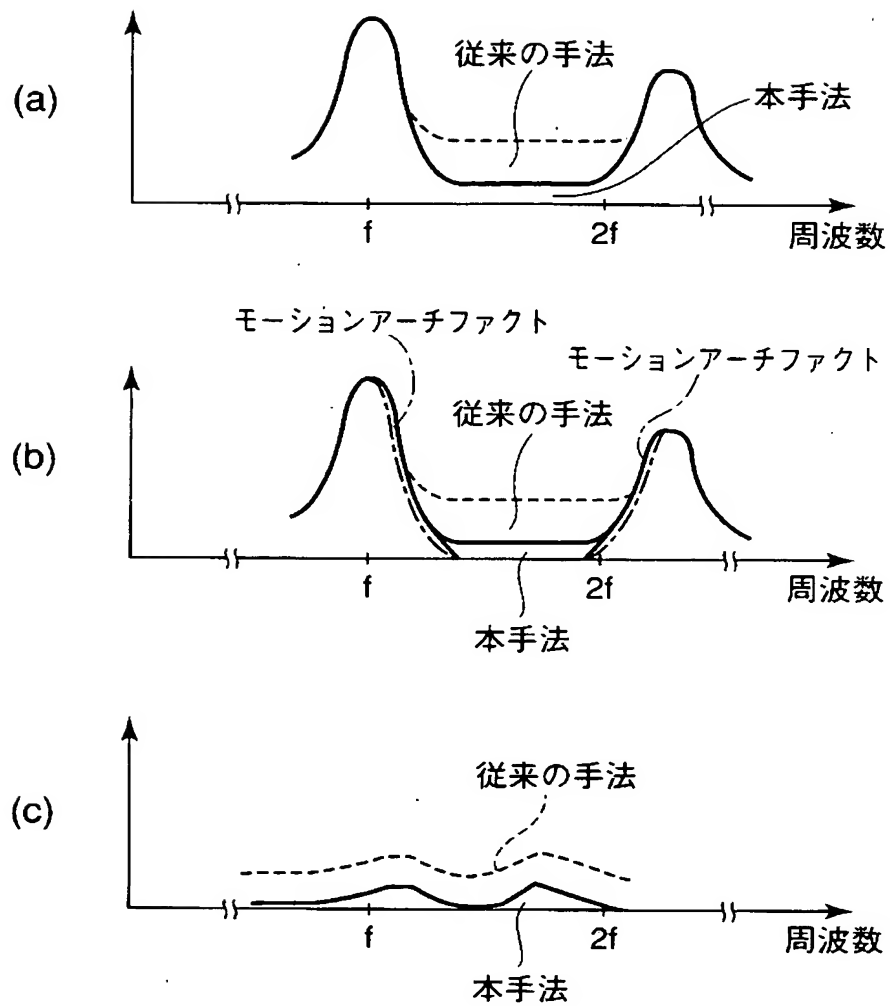 (a)
従来の手法
本手法
f
2f
周波数
(b)
モーションアーチファクト
モーションアーチファクト
従来の手法
f
2f
周波数
本手法
(c)
従来の手法
f
2f
周波数
本手法